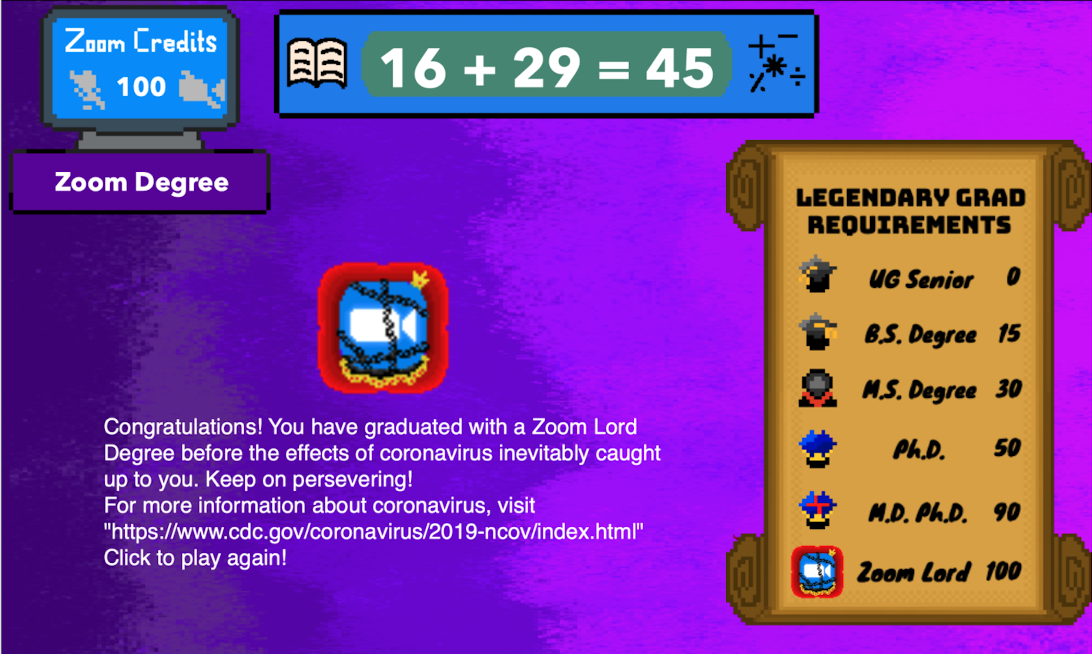 Zoom Credits
100
Zoom Degree
16 + 29 = 45
Congratulations! You have graduated with a Zoom Lord
Degree before the effects of coronavirus inevitably caught
up to you. Keep on persevering!
For more information about coronavirus, visit
"https://www.cdc.gov/coronavirus/2019-ncov/index.html"
Click to play again!
LEGENDARY GRAD
REQUIREMENTS
UG Senior 0
B.S. Degree 15
M.S. Degree 30
Ph.D. 50
M.D. Ph.D. 90
Zoom Lord 100